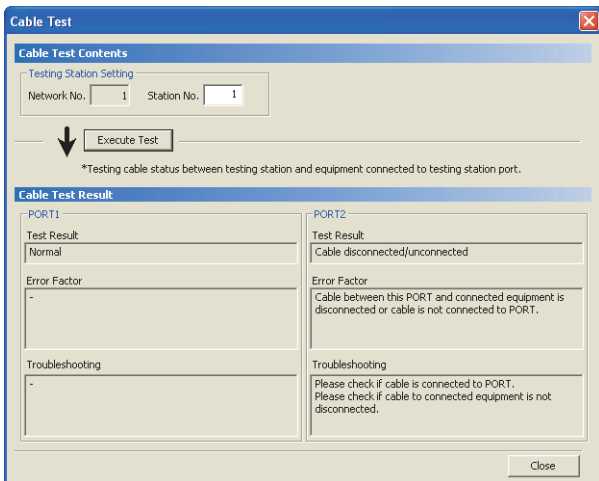 Cable Test
Cable Test Contents
Testing Station Setting
Network No. 1 Station No. 1
Execute Test
*Testing cable status between testing station and equipment connected to testing station port.
Cable Test Result
PORT1
Test Result
Normal
Error Factor
-
Troubleshooting
-
PORT2
Test Result
Cable disconnected/unconnected
Error Factor
Cable between this PORT and connected equipment is
disconnected or cable is not connected to PORT.
Troubleshooting
Please check if cable is connected to PORT.
Please check if cable to connected equipment is not
disconnected.
Close